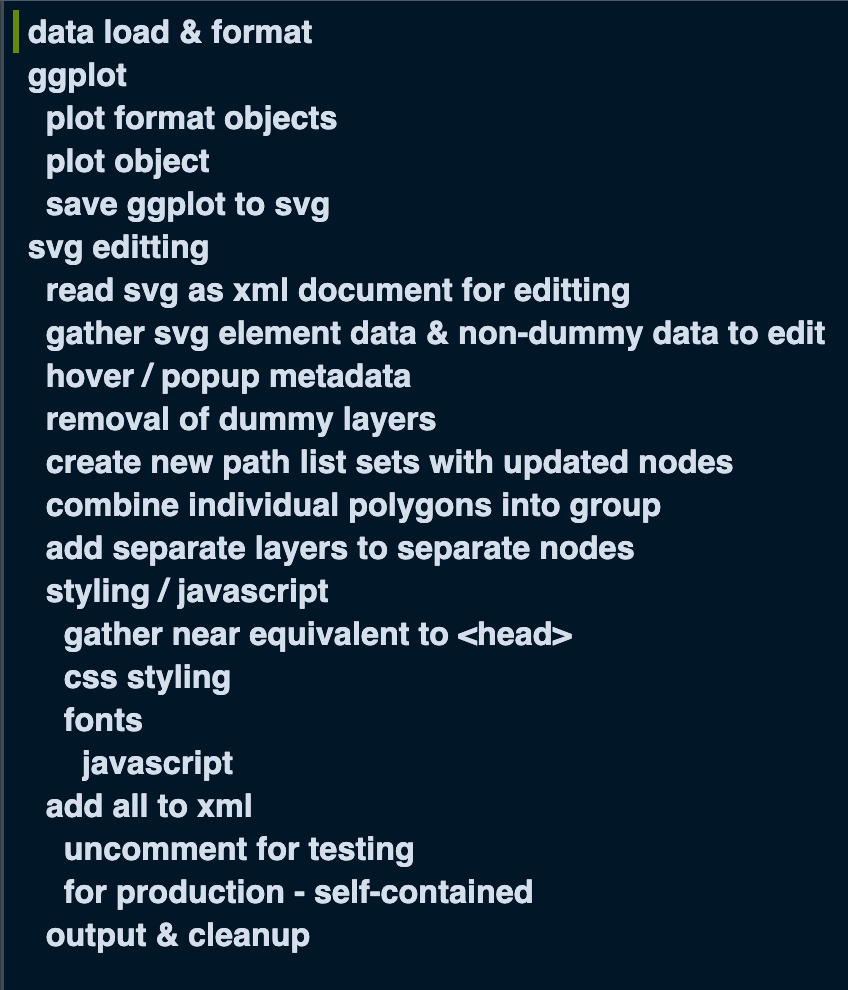 data load & format
ggplot
plot format objects
plot object
save ggplot to svg
svg editting
read svg as xml document for editting
gather svg element data & non-dummy data to edit
hover / popup metadata
removal of dummy layers
create new path list sets with updated nodes
combine individual polygons into group
add separate layers to separate nodes
styling / javascript
gather near equivalent to <head>
css styling
fonts
javascript
add all to xml
uncomment for testing
for production - self-contained
output & cleanup